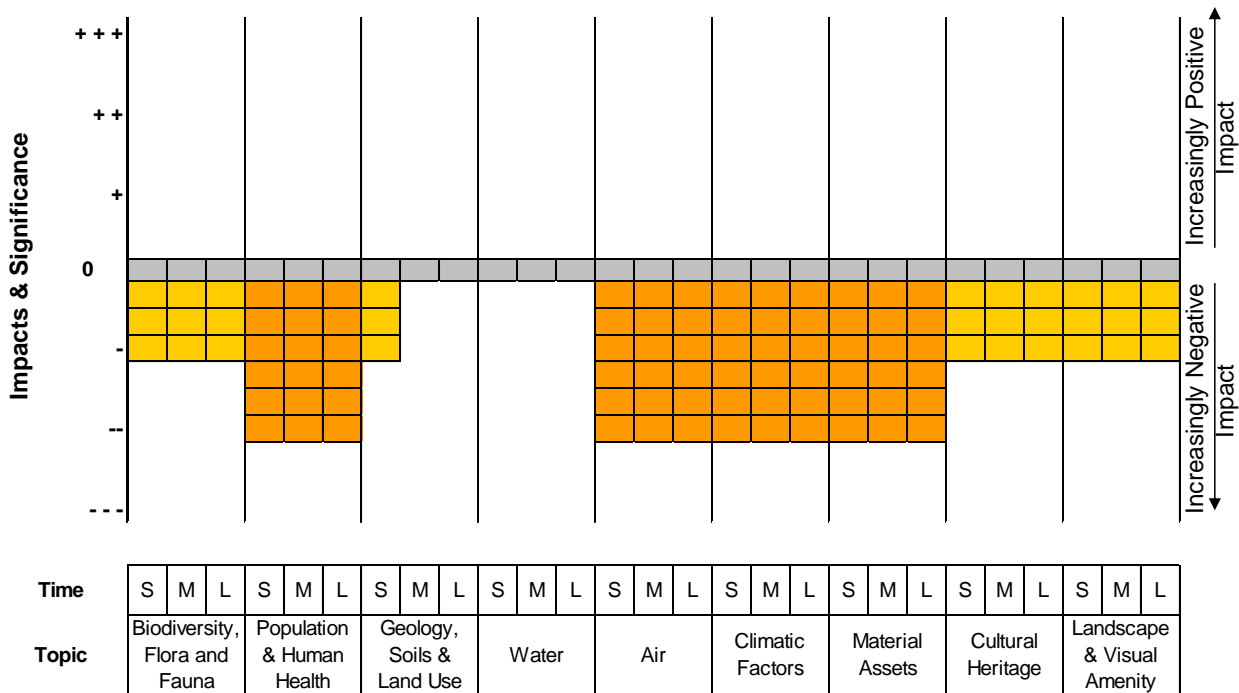 Impacts & Significance
+ + +
+ +
+
0
-
--
- - -
Increasingly Positive
Impact
Increasingly Negative
Impact
Time
S M L S M L S M L S M L S M L S M L S M L S M L S M L
Topic
Biodiversity,
Flora and
Fauna
Population
& Human
Health
Geology,
Soils &
Land Use
Water
Air
Climatic
Factors
Material
Assets
Cultural
Heritage
Landscape
& Visual
Amenity